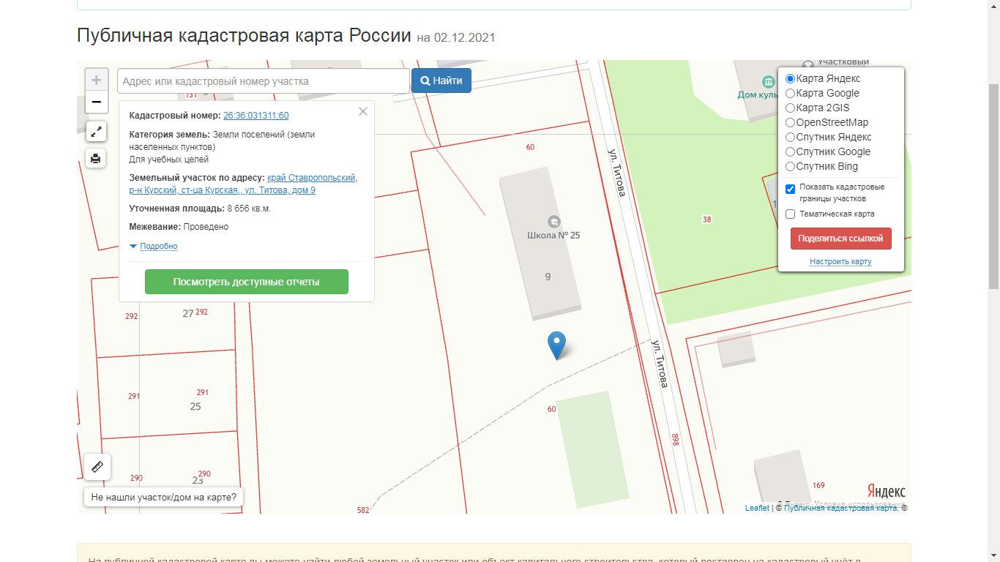 Публичная кадастровая карта России на 02.12.2021
+
−
Адрес или кадастровый номер участка
Найти
131
Кадастровый номер: 26:36:031311:60
Категория земель: Земли поселений (земли
населенных пунктов)
Для учебных целей
Земельный участок по адресу: край Ставропольский,
р-н Курский, ст-ца Курская,, ул. Титова, дом 9
Уточненная площадь: 8 656 кв.м.
Межевание: Проведено
Подробно
Посмотреть доступные отчеты
Участковый
Дом куль
Карта Яндекс
Карта Google
Карта 2GIS
OpenStreetMap
Спутник Яндекс
Спутник Google
Спутник Bing
Показать кадастровые
границы участков
Тематическая карта
Поделиться ссылкой
Настроить карту
60
ул. Титова
38
1
Школа № 25
9
292
27
292
291
291
25
ул. Титова
60
898
290
290
23
169
582
Не нашли участок/дом на карте?
Яндекс
© Яндекс Условия использования
Leaflet | © Публичная кадастровая карта, ©
На публичной кадастровой карте вы можете найти любой земельный участок или объект капитального строительства, который поставлен на кадастровый учёт в